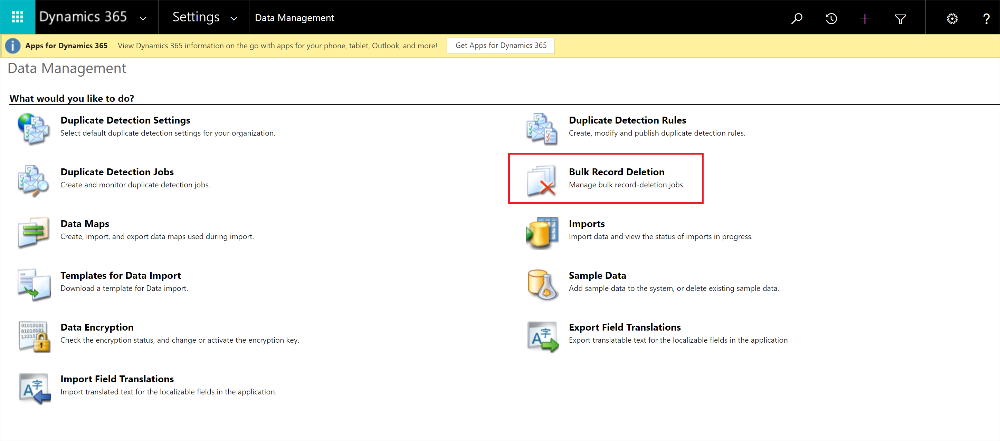 Dynamics 365
Settings
Data Management
Apps for Dynamics 365 View Dynamics 365 information on the go with apps for your phone, tablet, Outlook, and more! Get Apps for Dynamics 365
Data Management
What would you like to do?
Duplicate Detection Settings
Select default duplicate detection settings for your organization.
Duplicate Detection Rules
Create, modify and publish duplicate detection rules.
Duplicate Detection Jobs
Create and monitor duplicate detection jobs.
Bulk Record Deletion
Manage bulk record-deletion jobs.
Data Maps
Create, import, and export data maps used during import.
Imports
Import data and view the status of imports in progress.
Templates for Data Import
Download a template for Data import.
Sample Data
Add sample data to the system, or delete existing sample data.
01010101
01010101
12211
Data Encryption
Check the encryption status, and change or activate the encryption key.
A字
Export Field Translations
Export translatable text for the localizable fields in the application
A字
Import Field Translations
Import translated text for the localizable fields in the application.